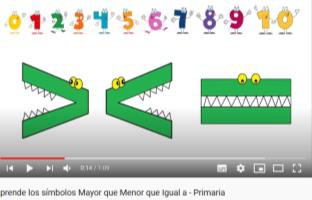 0 1 2 3 4 5 6 7 8 9 10
0:14 / 1:09
prende los símbolos Mayor que Menor que Igual a - Primaria